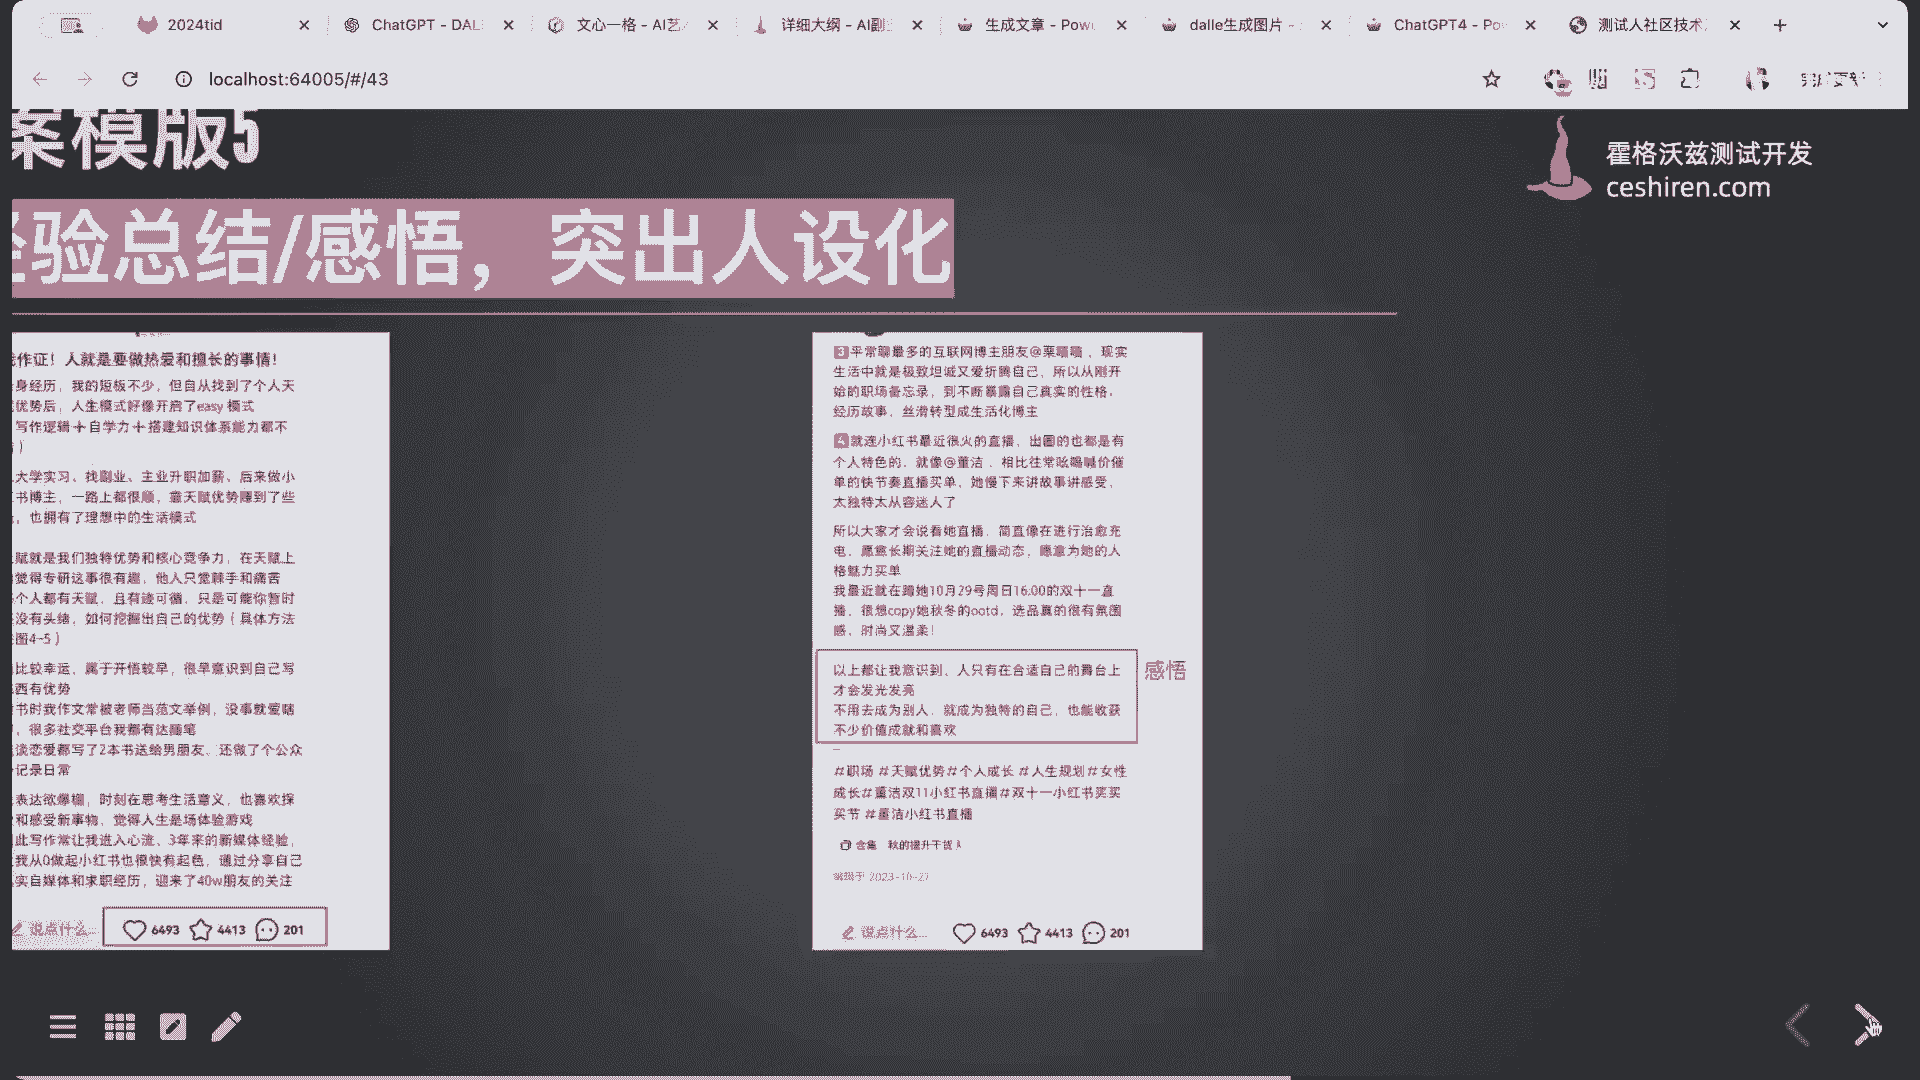 2024tid
ChatGPT - DAL
文心一格 - AI艺
详细大纲 - AI副
生成文章 - Pow
dalle生成图片 -
ChatGPT4 - Po
测试人社区技术
localhost:64005/#/43
案模版5
霍格沃兹测试开发
ceshiren.com
经验总结/感悟，突出人设化
作证！人就是要做热爱和擅长的事情！
身经历，我的短板不少，但自从找到了个人天
优势后，人生模式好像开启了easy 模式
写作逻辑＋自学力＋搭建知识体系能力都不
）
大学实习、找副业、主业升职加薪、后来做小
书博主，一路上都很顺，靠天赋优势赚到了些
，也拥有了理想中的生活模式
赋就是我们独特优势和核心竞争力，在天赋上
觉得专研这事很有趣，他人只觉棘手和痛苦
个人都有天赋，且有迹可循，只是可能你暂时
没有头绪，如何挖掘出自己的优势（具体方法
图4~5）
比较幸运，属于开悟较早，很早意识到自己写
西有优势
书时我作文常被老师当范文举例，没事就爱瞎
，很多社交平台我都有达随笔
谈恋爱都写了2本书送给男朋友、还做了个公众
记录日常
表达欲爆棚，时刻在思考生活意义，也喜欢探
和感受新事物，觉得人生是场体验游戏
此写作常让我进入心流、3年来的新媒体经验，
我从0做起小红书也很快有起色，通过分享自己
实自媒体和求职经历，迎来了40w朋友的关注
说点什么...
6493
4413
201
3平常聊最多的互联网博主朋友@栗噹噹，现实
生活中就是极致坦诚又爱折腾自己，所以从刚开
始的职场备忘录，到不断暴露自己真实的性格，
经历故事，丝滑转型成生活化博主
4就连小红书最近很火的直播，出圈的也都是有
个人特色的，就像@董洁，相比往常吆喝喊价催
单的快节奏直播买单，她慢下来讲故事讲感受，
太独特太从容迷人了
所以大家才会说看她直播，简直像在进行治愈充
电，愿意长期关注她的直播动态，愿意为她的人
格魅力买单
我最近就在蹲她10月29号周日16:00的双十一直
播，很想copy她秋冬的ootd，选品真的很有氛围
感，时尚又温柔！
以上都让我意识到，人只有在合适自己的舞台上
才会发光发亮
不用去成为别人，就成为独特的自己，也能收获
不少价值成就和喜欢
感悟
#职场 #天赋优势#个人成长 #人生规划#女性
成长#董洁双11小红书直播#双十一小红书买买
买节 #董洁小红书直播
合集 秋的提升干货
编辑于 2023-10-27
说点什么...
6493
4413
201